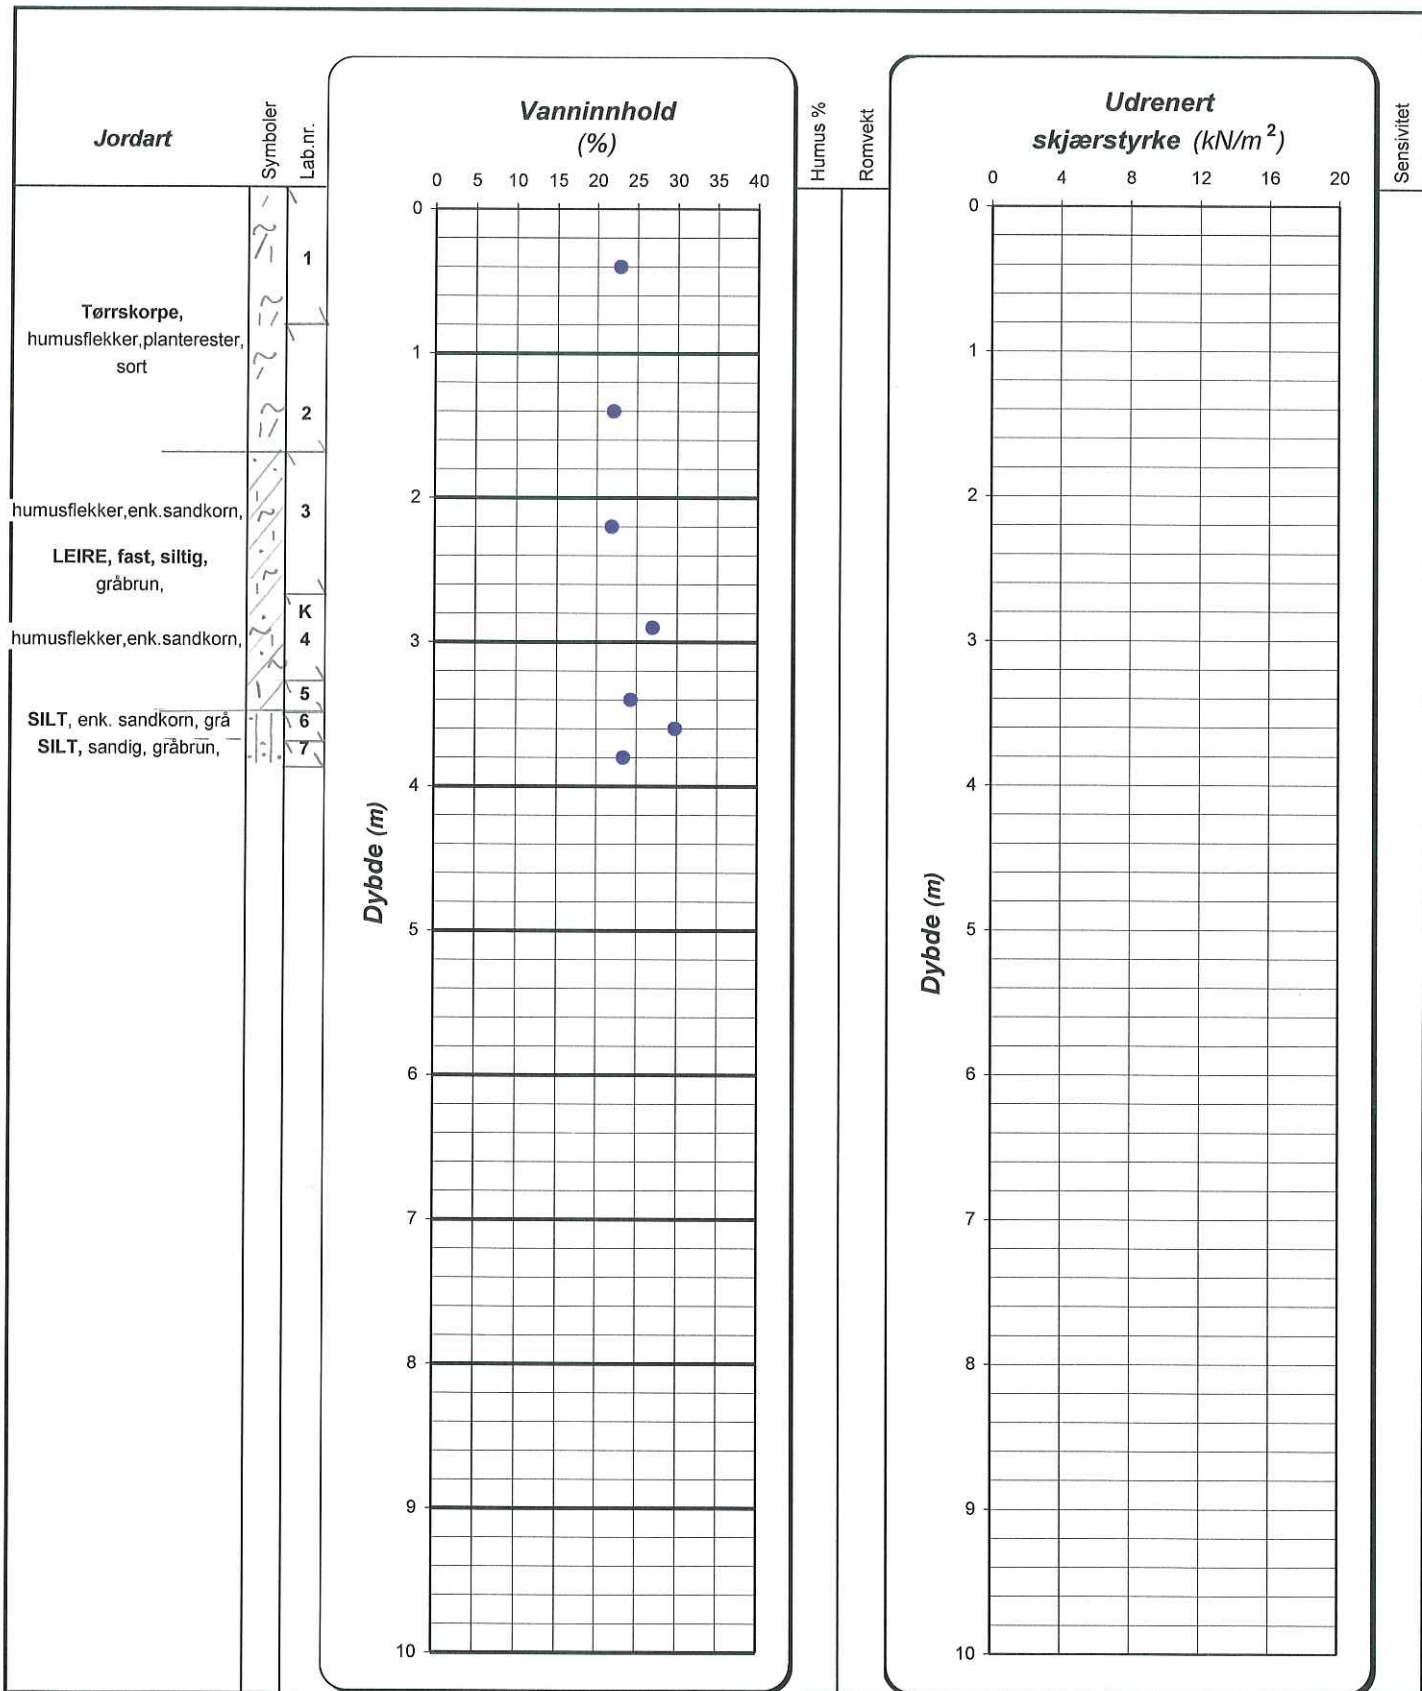 Jordart
Symboler
Lab.nr.
Vanninnhold
(%)
0 5 10 15 20 25 30 35 40
Humus %
Romvekt
Udrenert
skjærstyrke (kN/m²)
0 4 8 12 16 20
Sensivitet
Tørrskorpe,
humusflekker,planterester,
sort
humusflekker,enk.sandkorn,
LEIRE, fast, siltig,
gråbrun,
humusflekker,enk.sandkorn,
SILT, enk. sandkorn, grå
SILT, sandig, gråbrun,
1
2
3
K
4
5
6
7
Dybde (m)
0
1
2
3
4
5
6
7
8
9
10
Dybde (m)
0
1
2
3
4
5
6
7
8
9
10